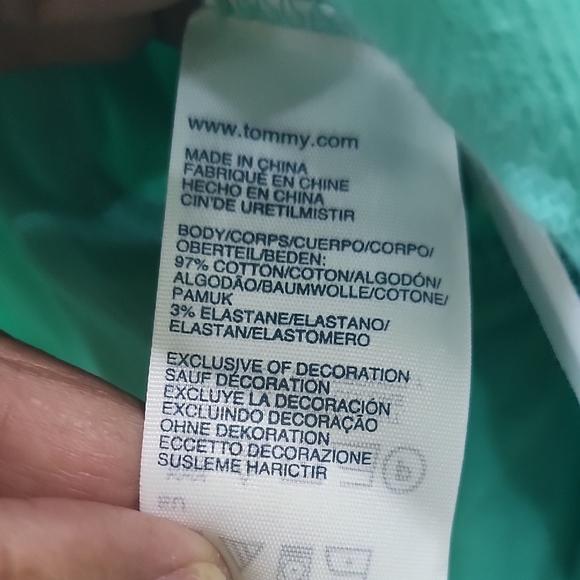 www.tommy.com
MADE IN CHINA
FABRIQUÉ EN CHINE
HECHO EN CHINA
CIN'DE URETILMISTIR
BODY/CORPS/CUERPO/CORPO/
OBERTEIL/BEDEN:
97% COTTON/COTON/ALGODÓN/
ALGODÃO/BAUMWOLLE/COTONE/
PAMUK
3% ELASTANE/ELASTANO/
ELASTAN/ELASTOMERO
EXCLUSIVE OF DECORATION
SAUF DÉCORATION
EXCLUYE LA DECORACIÓN
EXCLUINDO DECORAÇÃO
OHNE DEKORATION
ECCETTO DECORAZIONE
SUSLEME HARICTIR